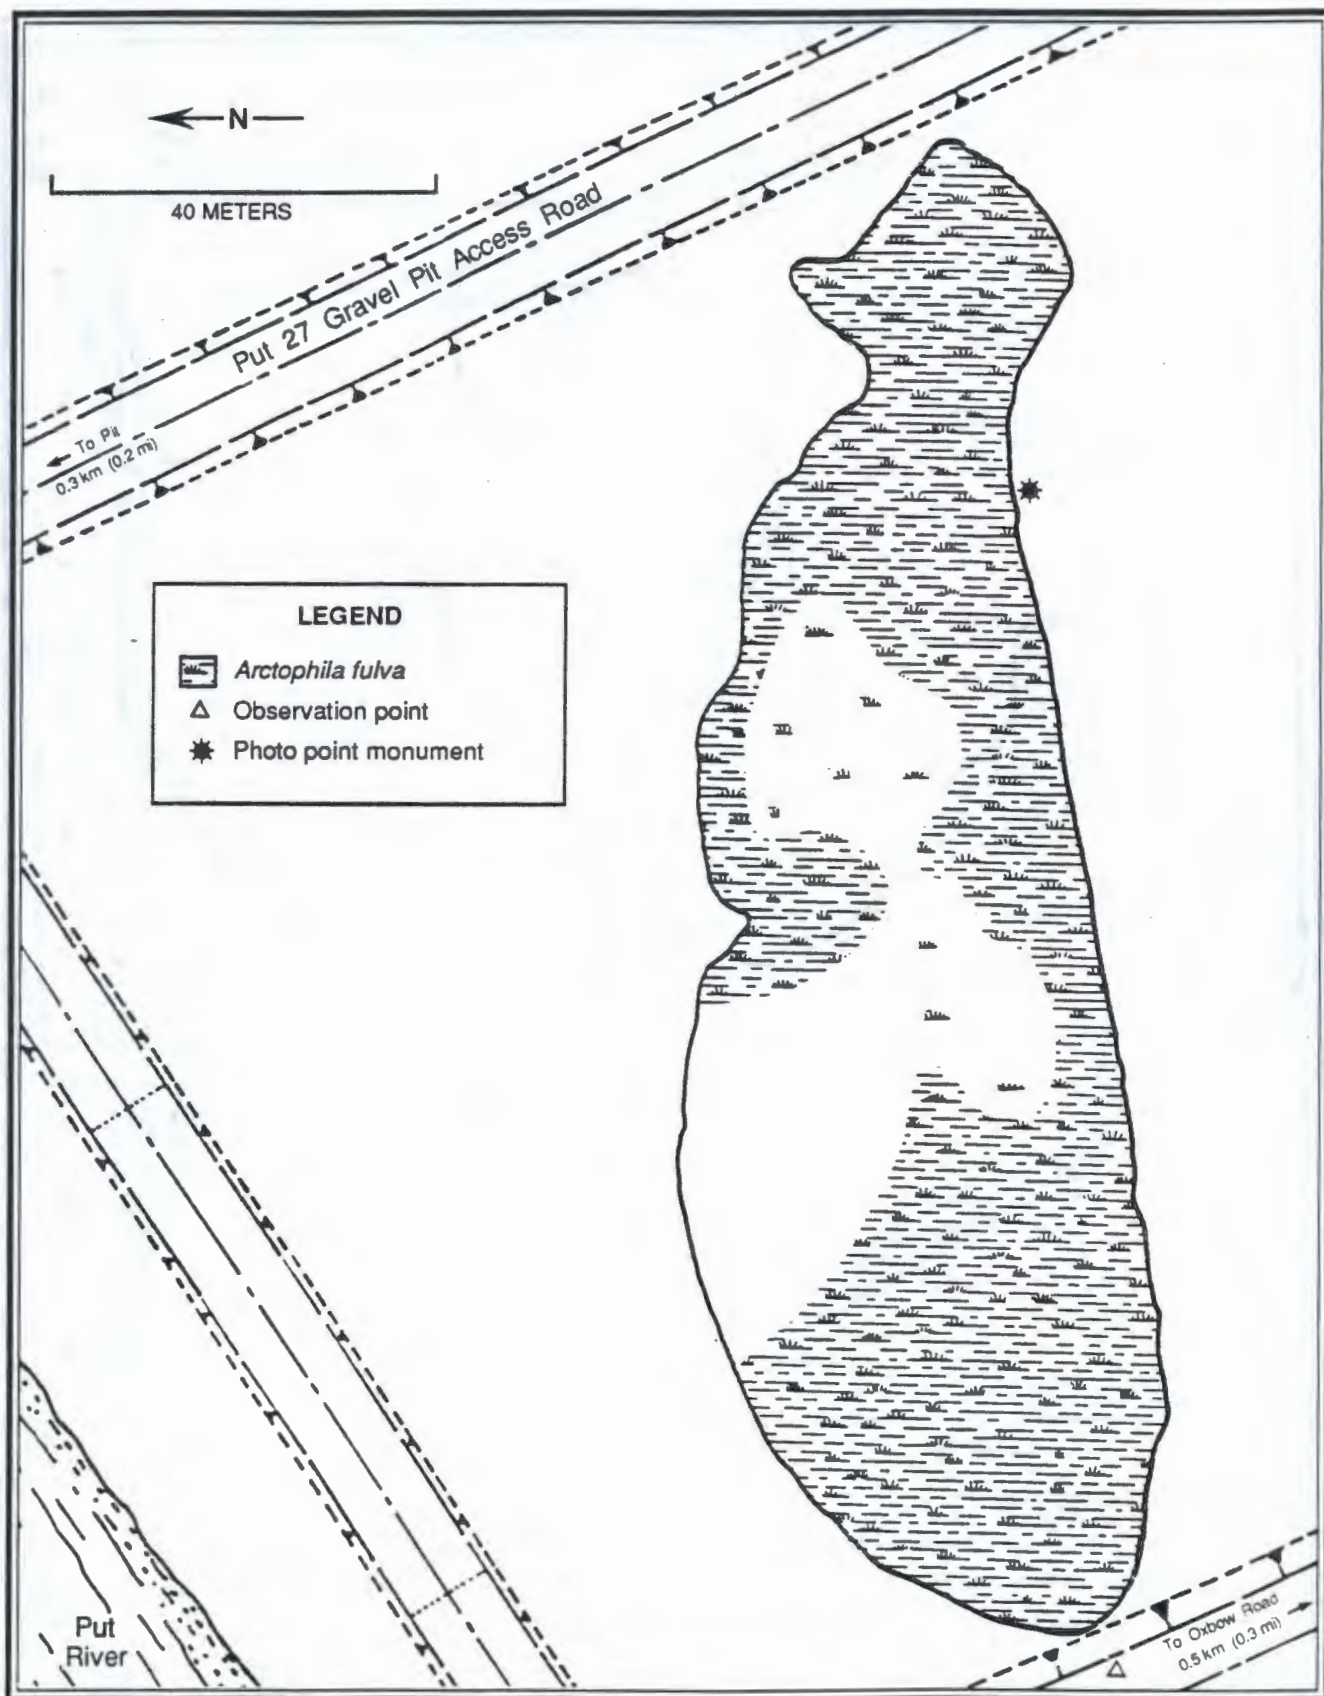 N
40 METERS
Put 27 Gravel Pit Access Road
To Pit
0.3 km (0.2 mi)
LEGEND
Arctophila fulva
Observation point
Photo point monument
Put
River
To Oxbow Road
0.5 km (0.3 mi)